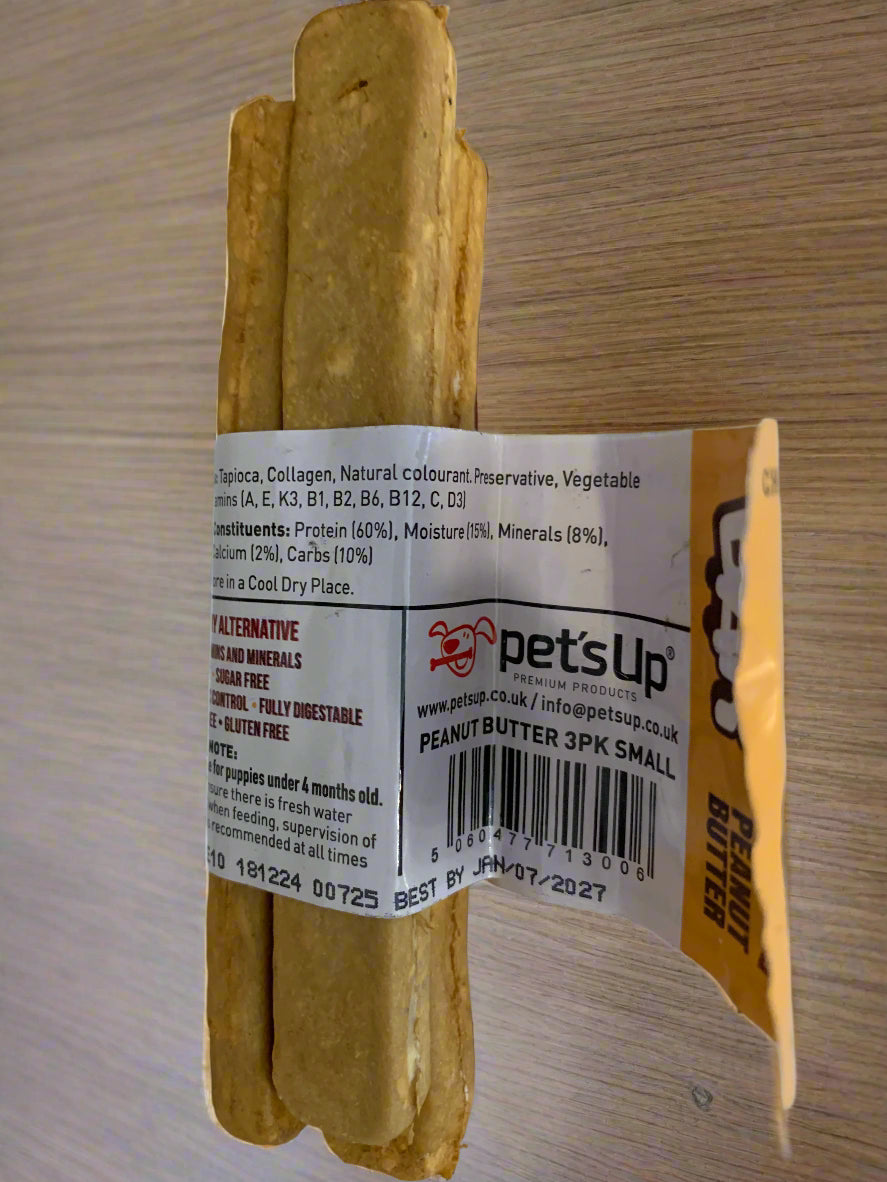 Tapioca, Collagen, Natural colourant. Preservative, Vegetable
(A, E, K3, B1, B2, B6, B12, C, D3)
Protein (60%), Moisture (15%), Minerals (8%),
(2%), Carbs (10%)
in a Cool Dry Place.
ALTERNATIVE
AND MINERALS
- SUGAR FREE
CONTROL • FULLY DIGESTABLE
• GLUTEN FREE
NOTE:
for puppies under 4 months old.
there is fresh water
when feeding, supervision of
recommended at all times
181224 00725 BEST BY JAN/07/2027
pet'sUp®
PREMIUM PRODUCTS
www.petsup.co.uk / info@petsup.co.uk
PEANUT BUTTER 3PK SMALL
5 060477 713006
PEANUT
BUTTER